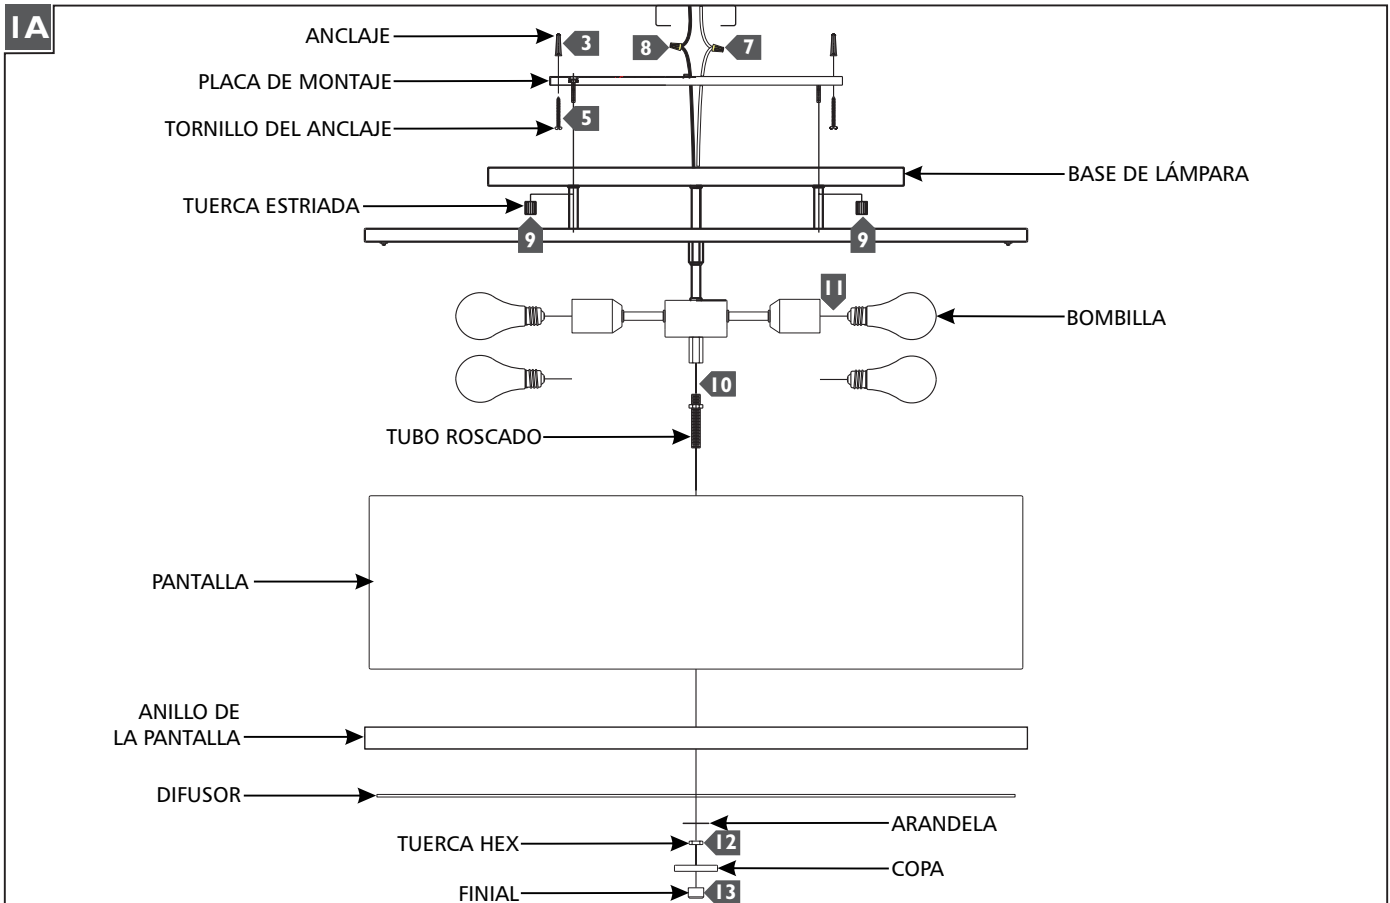 1A
ANCLAJE
3
8
7
PLACA DE MONTAJE
5
TORNILLO DEL ANCLAJE
BASE DE LÁMPARA
TUERCA ESTRIADA
9
9
11
BOMBILLA
10
TUBO ROSCADO
PANTALLA
ANILLO DE
LA PANTALLA
DIFUSOR
ARANDELA
TUERCA HEX
12
COPA
FINIAL
13